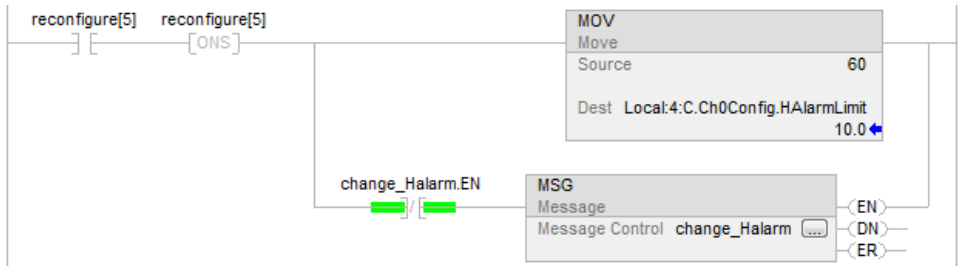 reconfigure[5] reconfigure[5]
ONS
MOV
Move
Source 60
Dest Local:4:C.Ch0Config.HAlarmLimit
10.0
change_Halarm.EN
/
MSG
Message
Message Control change_Halarm ...
EN
DN
ER